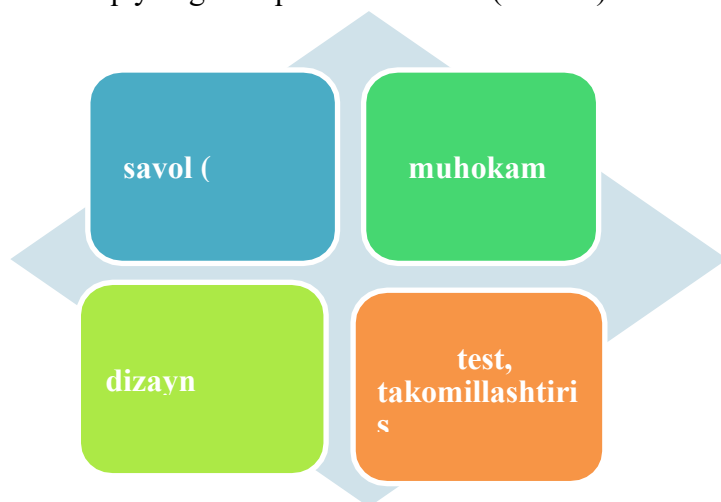 savol (
muhokam
dizayn
test,
takomillashtiri
s